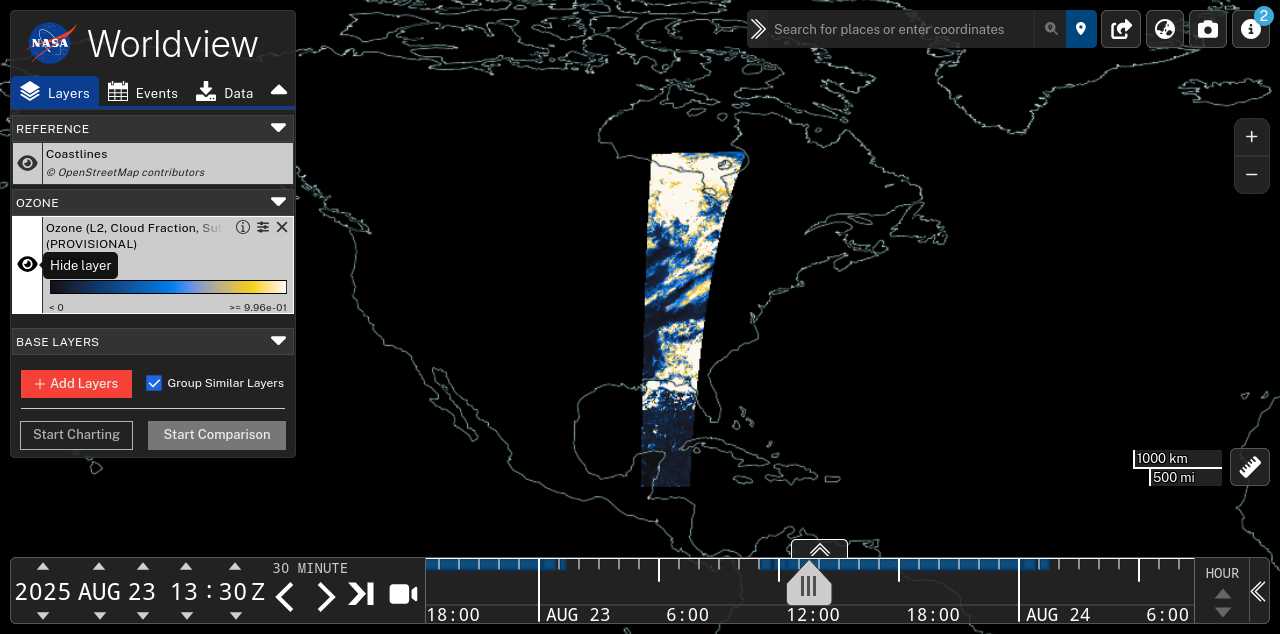 NASA
Worldview
Layers
Events
Data
REFERENCE
Coastlines
© OpenStreetMap contributors
OZONE
Ozone (L2, Cloud Fraction,
(PROVISIONAL)
Hide layer
< 0
>= 9.96e-01
BASE LAYERS
+ Add Layers
Group Similar Layers
Start Charting
Start Comparison
Search for places or enter coordinates
2
+
−
1000 km
500 mi
30 MINUTE
2025 AUG 23 13 : 30 Z
18:00
AUG 23
6:00
12:00
18:00
AUG 24
6:00
HOUR